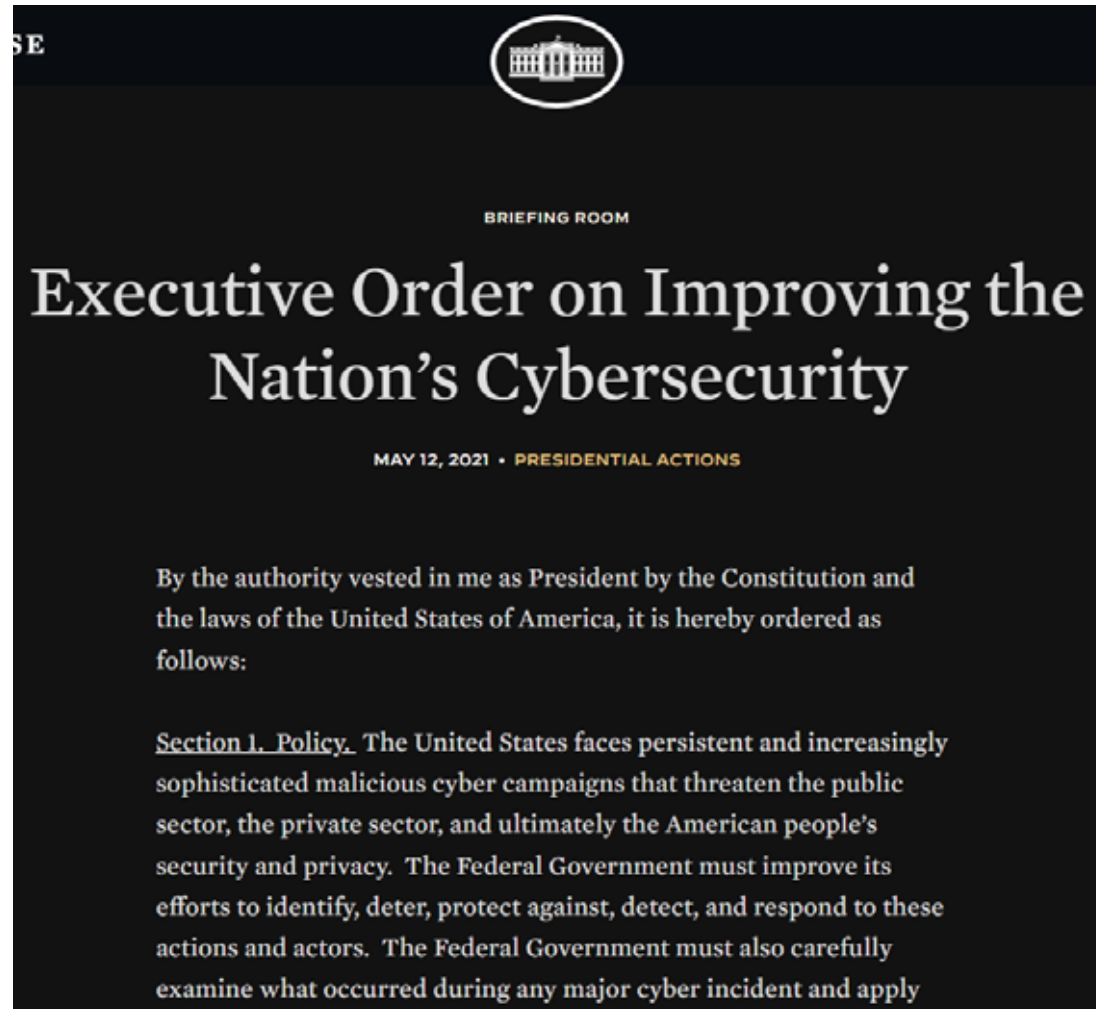 SE
BRIEFING ROOM
Executive Order on Improving the
Nation’s Cybersecurity
MAY 12, 2021 • PRESIDENTIAL ACTIONS
By the authority vested in me as President by the Constitution and
the laws of the United States of America, it is hereby ordered as
follows:
Section 1. Policy. The United States faces persistent and increasingly
sophisticated malicious cyber campaigns that threaten the public
sector, the private sector, and ultimately the American people’s
security and privacy. The Federal Government must improve its
efforts to identify, deter, protect against, detect, and respond to these
actions and actors. The Federal Government must also carefully
examine what occurred during any major cyber incident and apply